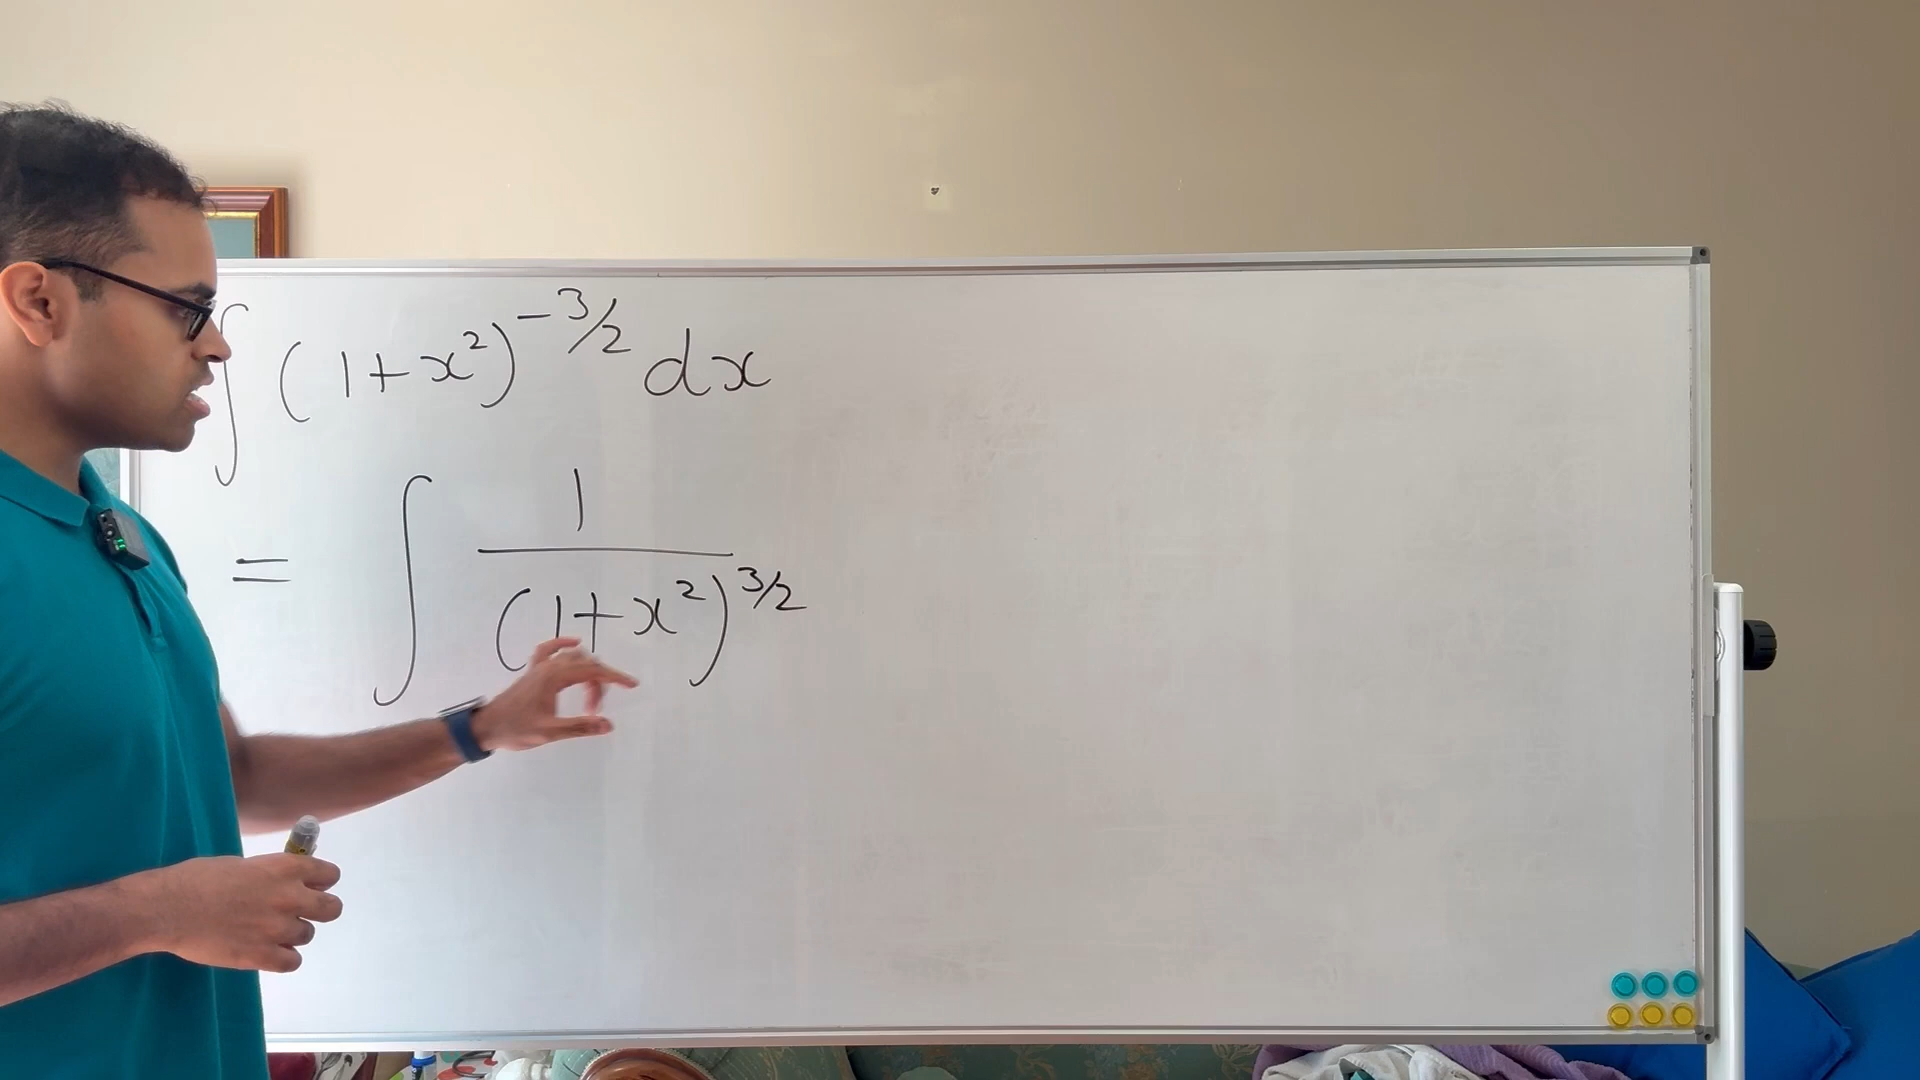 ∫ (1+x²)^{-3/2} dx
= ∫ 1/(1+x²)^{3/2}